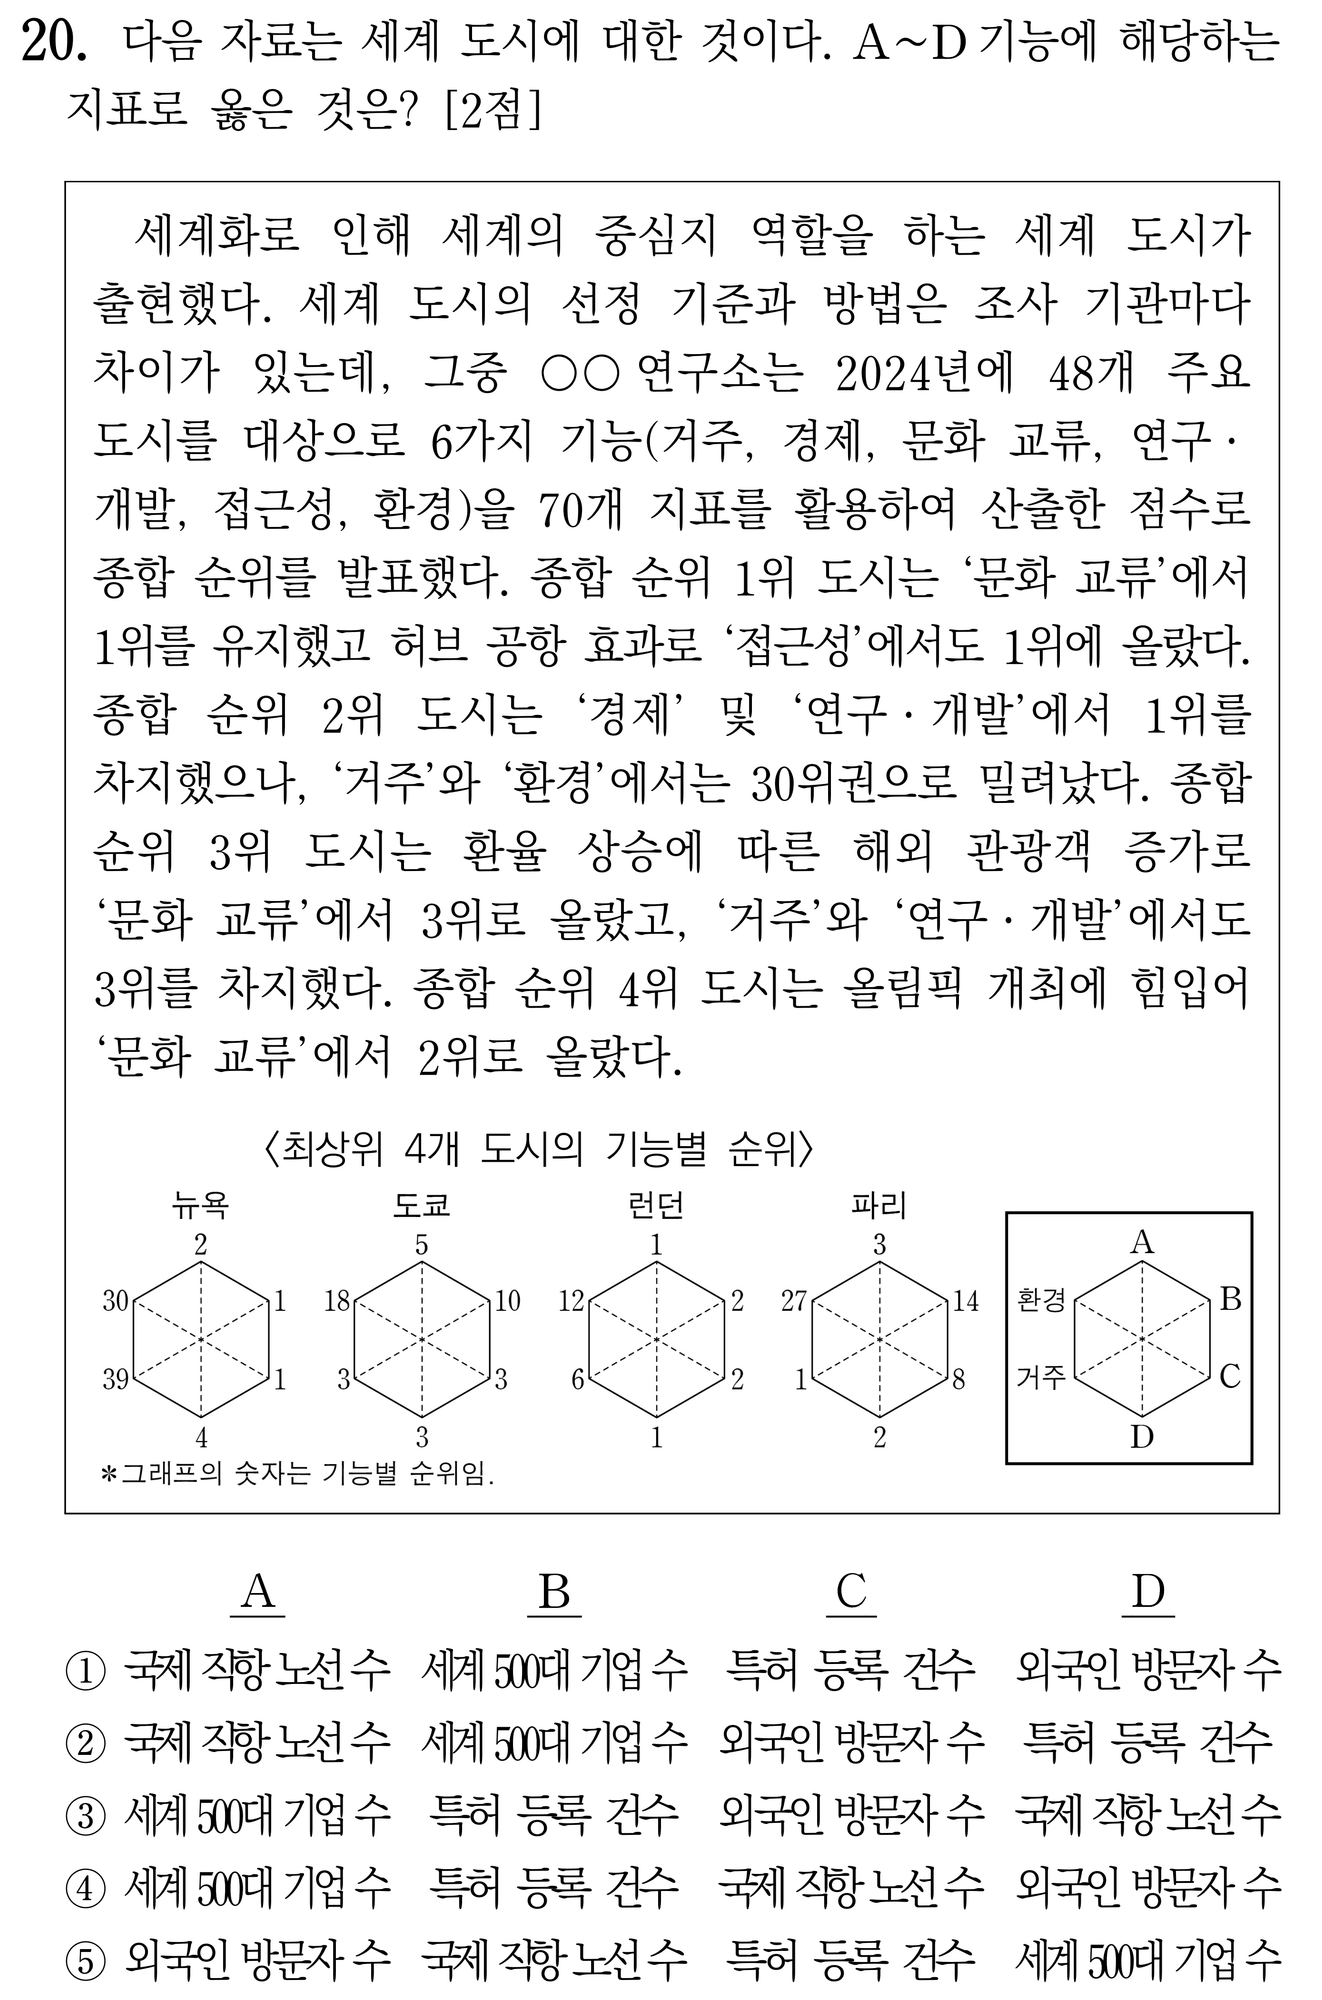 20. 다음 자료는 세계 도시에 대한 것이다. A~D 기능에 해당하는
지표로 옳은 것은? [2점]
세계화로 인해 세계의 중심지 역할을 하는 세계 도시가
출현했다. 세계 도시의 선정 기준과 방법은 조사 기관마다
차이가 있는데, 그중 ○○ 연구소는 2024년에 48개 주요
도시를 대상으로 6가지 기능(거주, 경제, 문화 교류, 연구·
개발, 접근성, 환경)을 70개 지표를 활용하여 산출한 점수로
종합 순위를 발표했다. 종합 순위 1위 도시는 ‘문화 교류’에서
1위를 유지했고 허브 공항 효과로 ‘접근성’에서도 1위에 올랐다.
종합 순위 2위 도시는 ‘경제’ 및 ‘연구·개발’에서 1위를
차지했으나, ‘거주’와 ‘환경’에서는 30위권으로 밀려났다. 종합
순위 3위 도시는 환율 상승에 따른 해외 관광객 증가로
‘문화 교류’에서 3위로 올랐고, ‘거주’와 ‘연구·개발’에서도
3위를 차지했다. 종합 순위 4위 도시는 올림픽 개최에 힘입어
‘문화 교류’에서 2위로 올랐다.
〈최상위 4개 도시의 기능별 순위〉
뉴욕 도쿄 런던 파리
2 5 1 3 A
30 1 18 10 12 2 27 14 환경 B
39 1 3 3 6 2 1 8 거주 C
4 3 1 2 D
*그래프의 숫자는 기능별 순위임.
A B C D
① 국제 직항 노선 수 세계 500대 기업 수 특허 등록 건수 외국인 방문자 수
② 국제 직항 노선 수 세계 500대 기업 수 외국인 방문자 수 특허 등록 건수
③ 세계 500대 기업 수 특허 등록 건수 외국인 방문자 수 국제 직항 노선 수
④ 세계 500대 기업 수 특허 등록 건수 국제 직항 노선 수 외국인 방문자 수
⑤ 외국인 방문자 수 국제 직항 노선 수 특허 등록 건수 세계 500대 기업 수